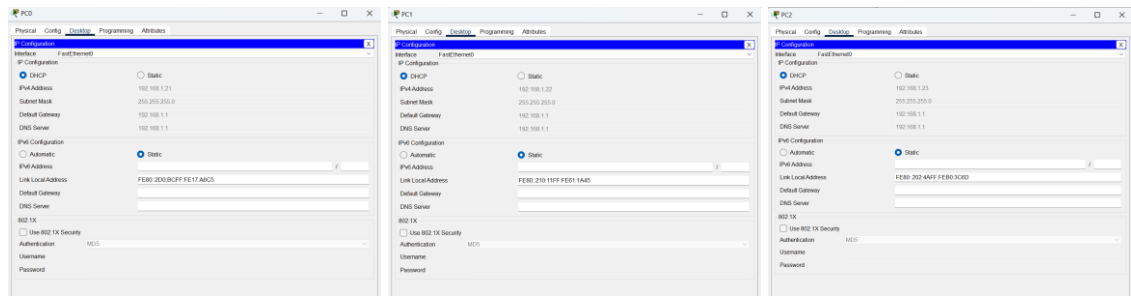 PC0
Physical Config Desktop Programming Attributes
IP Configuration X
Interface FastEthernet0
IP Configuration
DHCP Static
IPv4 Address 192.168.1.21
Subnet Mask 255.255.255.0
Default Gateway 192.168.1.1
DNS Server 192.168.1.1
IPv6 Configuration
Automatic Static
IPv6 Address /
Link Local Address FE80::2D0:BCFF:FE17:A6C5
Default Gateway
DNS Server
802.1X
Use 802.1X Security
Authentication MD5
Username
Password
PC1
Physical Config Desktop Programming Attributes
IP Configuration X
Interface FastEthernet0
IP Configuration
DHCP Static
IPv4 Address 192.168.1.22
Subnet Mask 255.255.255.0
Default Gateway 192.168.1.1
DNS Server 192.168.1.1
IPv6 Configuration
Automatic Static
IPv6 Address /
Link Local Address FE80::210:11FF:FE61:1A45
Default Gateway
DNS Server
802.1X
Use 802.1X Security
Authentication MD5
Username
Password
PC2
Physical Config Desktop Programming Attributes
IP Configuration X
Interface FastEthernet0
IP Configuration
DHCP Static
IPv4 Address 192.168.1.23
Subnet Mask 255.255.255.0
Default Gateway 192.168.1.1
DNS Server 192.168.1.1
IPv6 Configuration
Automatic Static
IPv6 Address /
Link Local Address FE80::202:4AFF:FEB0:3C8D
Default Gateway
DNS Server
802.1X
Use 802.1X Security
Authentication MD5
Username
Password